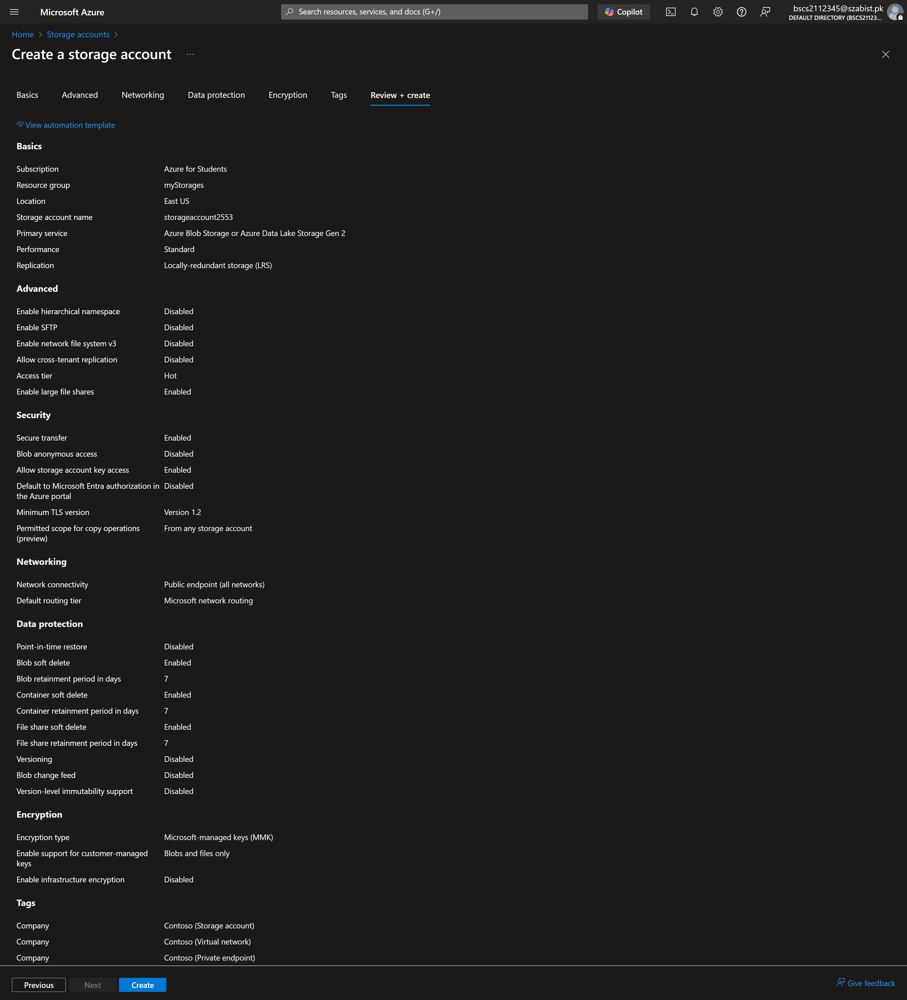 Microsoft Azure
Search resources, services, and docs (G+/)
Copilot
bscs2112345@szabist.pk
DEFAULT DIRECTORY (BSCS21123...
Home > Storage accounts >
Create a storage account ...
Basics Advanced Networking Data protection Encryption Tags Review + create
View automation template
Basics
Subscription Azure for Students
Resource group myStorages
Location East US
Storage account name storageaccount2553
Primary service Azure Blob Storage or Azure Data Lake Storage Gen 2
Performance Standard
Replication Locally-redundant storage (LRS)
Advanced
Enable hierarchical namespace Disabled
Enable SFTP Disabled
Enable network file system v3 Disabled
Allow cross-tenant replication Disabled
Access tier Hot
Enable large file shares Enabled
Security
Secure transfer Enabled
Blob anonymous access Disabled
Allow storage account key access Enabled
Default to Microsoft Entra authorization in Disabled
the Azure portal
Minimum TLS version Version 1.2
Permitted scope for copy operations From any storage account
(preview)
Networking
Network connectivity Public endpoint (all networks)
Default routing tier Microsoft network routing
Data protection
Point-in-time restore Disabled
Blob soft delete Enabled
Blob retainment period in days 7
Container soft delete Enabled
Container retainment period in days 7
File share soft delete Enabled
File share retainment period in days 7
Versioning Disabled
Blob change feed Disabled
Version-level immutability support Disabled
Encryption
Encryption type Microsoft-managed keys (MMK)
Enable support for customer-managed Blobs and files only
keys
Enable infrastructure encryption Disabled
Tags
Company Contoso (Storage account)
Company Contoso (Virtual network)
Company Contoso (Private endpoint)
Previous Next Create
Give feedback